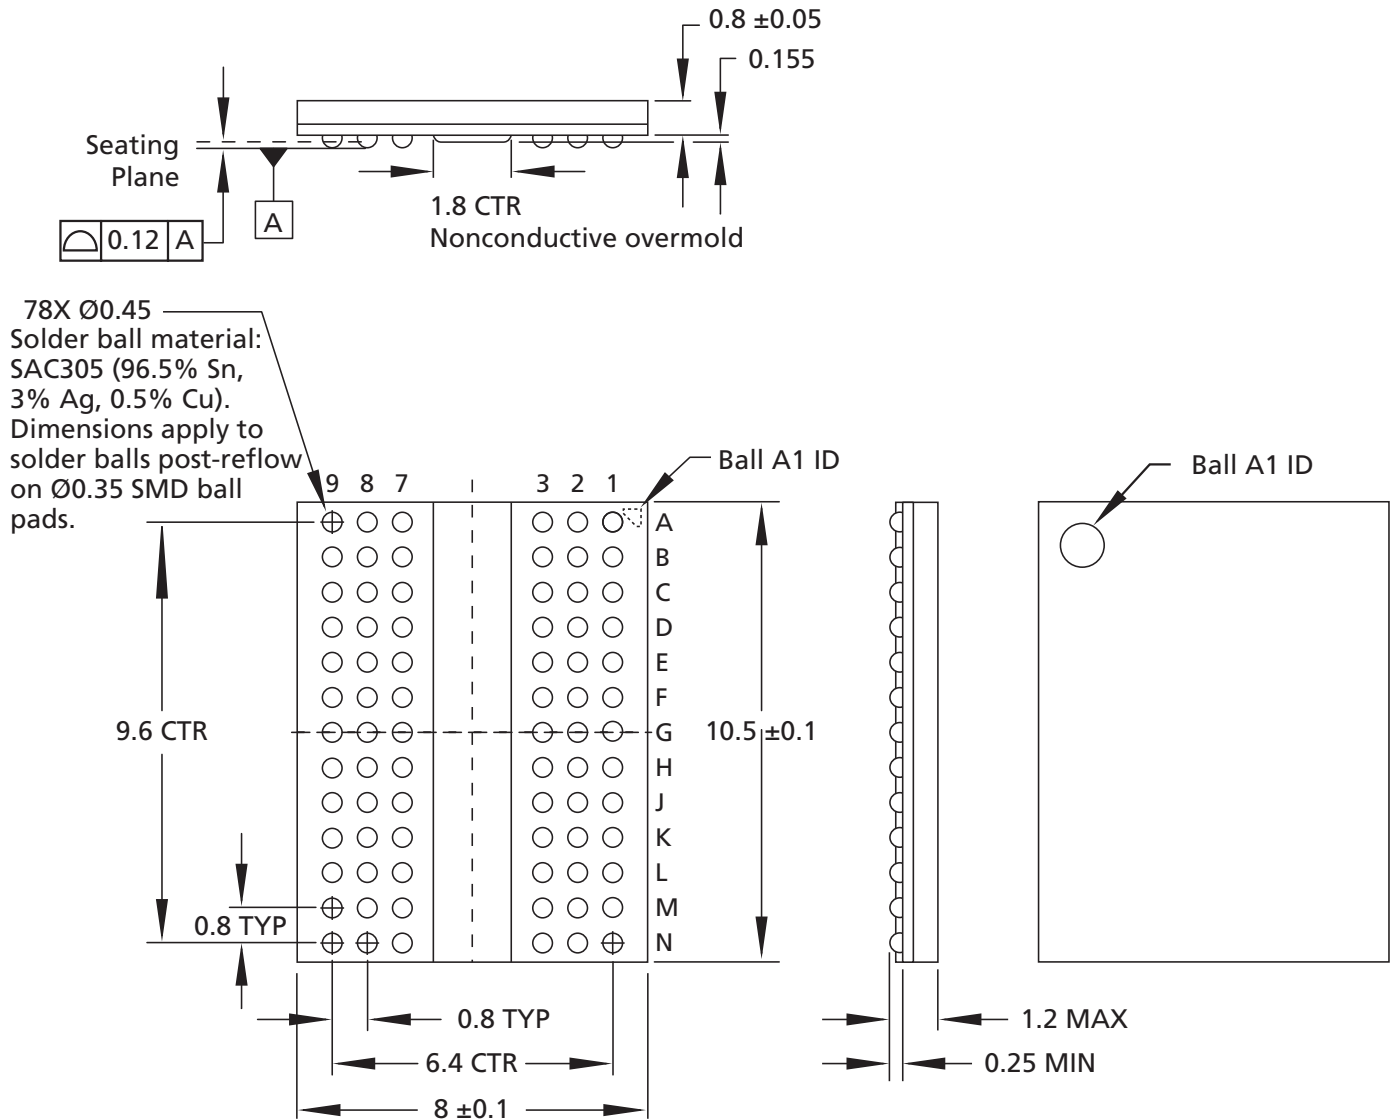 0.8 ±0.05
0.155
Seating
Plane
A
0.12 A
1.8 CTR
Nonconductive overmold
78X Ø0.45
Solder ball material:
SAC305 (96.5% Sn,
3% Ag, 0.5% Cu).
Dimensions apply to
solder balls post-reflow
on Ø0.35 SMD ball
pads.
Ball A1 ID
Ball A1 ID
9 8 7 3 2 1
A
B
C
D
E
F
G
H
J
K
L
M
N
9.6 CTR
10.5 ±0.1
0.8 TYP
0.8 TYP
1.2 MAX
6.4 CTR
0.25 MIN
8 ±0.1